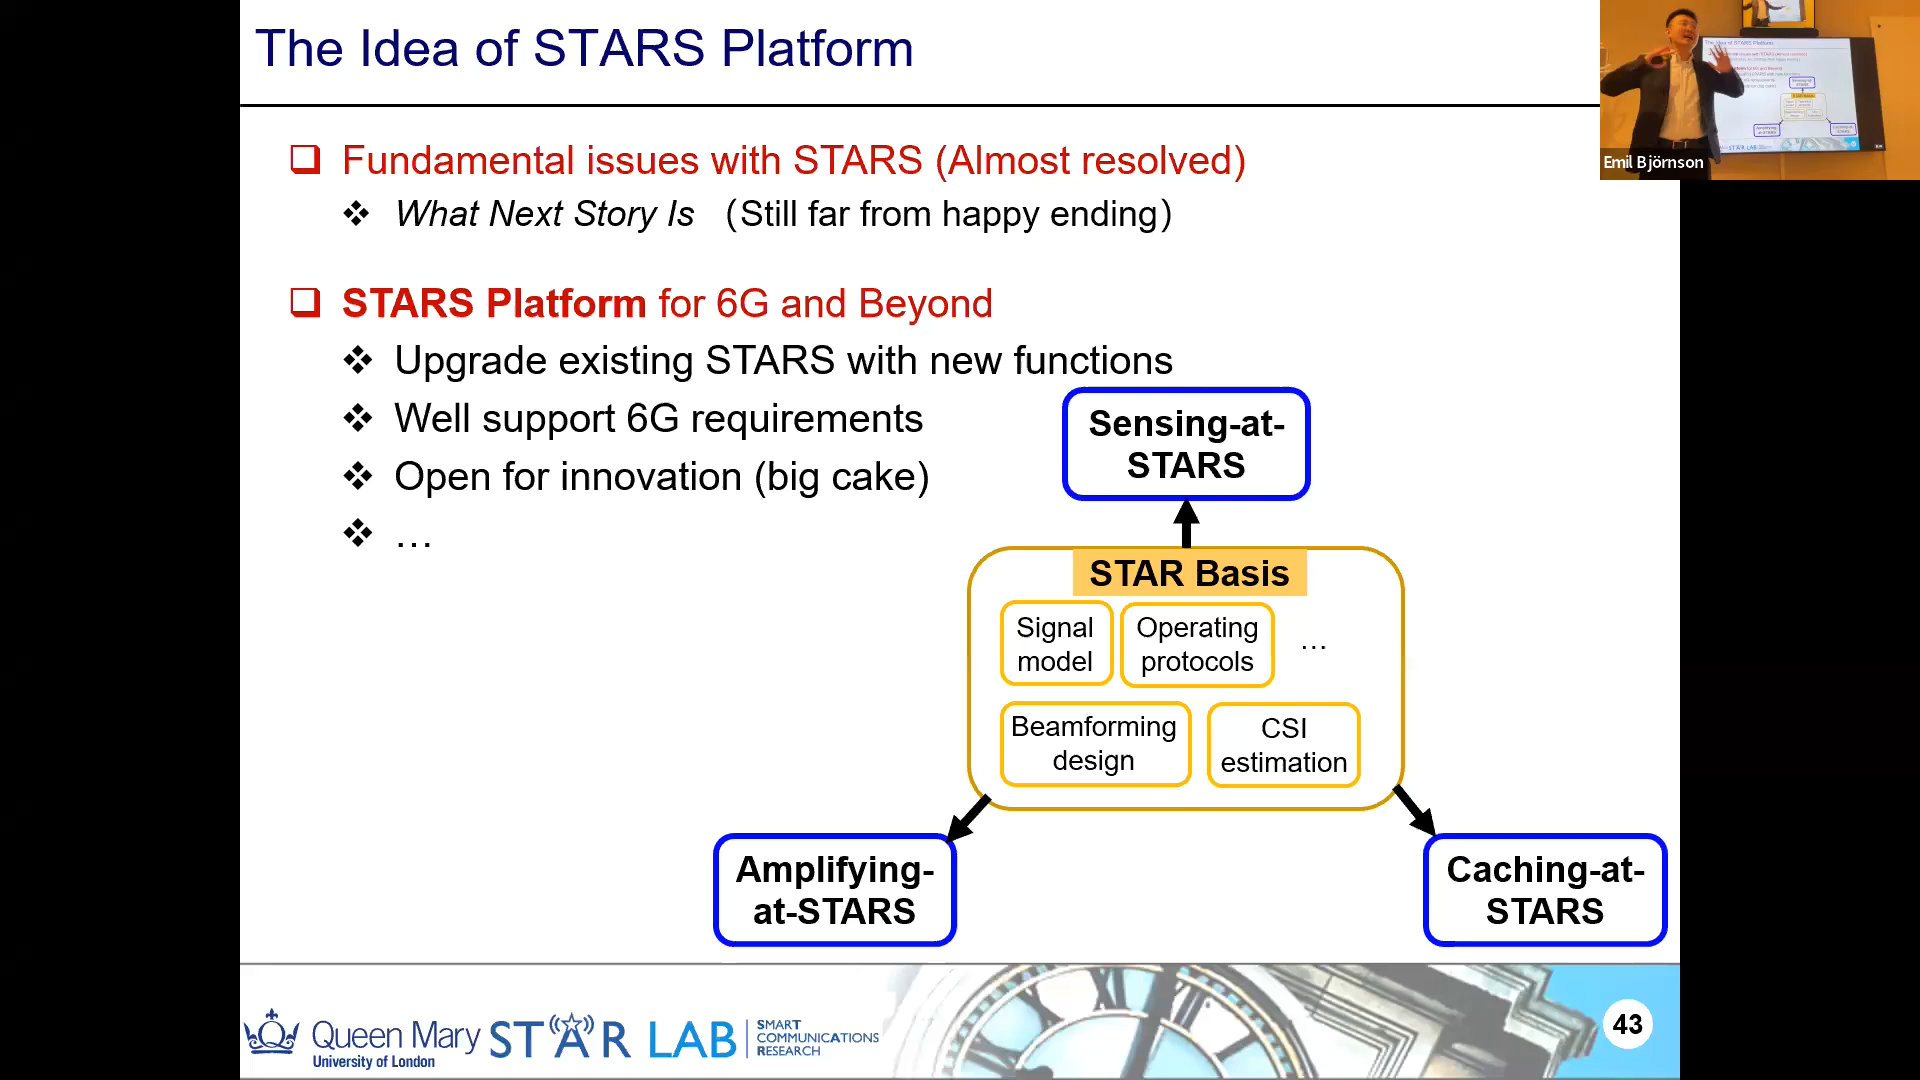 The Idea of STARS Platform
Emil Björnson
Fundamental issues with STARS (Almost resolved)
What Next Story Is (Still far from happy ending)
STARS Platform for 6G and Beyond
Upgrade existing STARS with new functions
Well support 6G requirements
Open for innovation (big cake)
…
Sensing-at-
STARS
STAR Basis
Signal
model
Operating
protocols
…
Beamforming
design
CSI
estimation
Amplifying-
at-STARS
Caching-at-
STARS
Queen Mary
University of London
STAR LAB
SMART
COMMUNICATIONS
RESEARCH
43